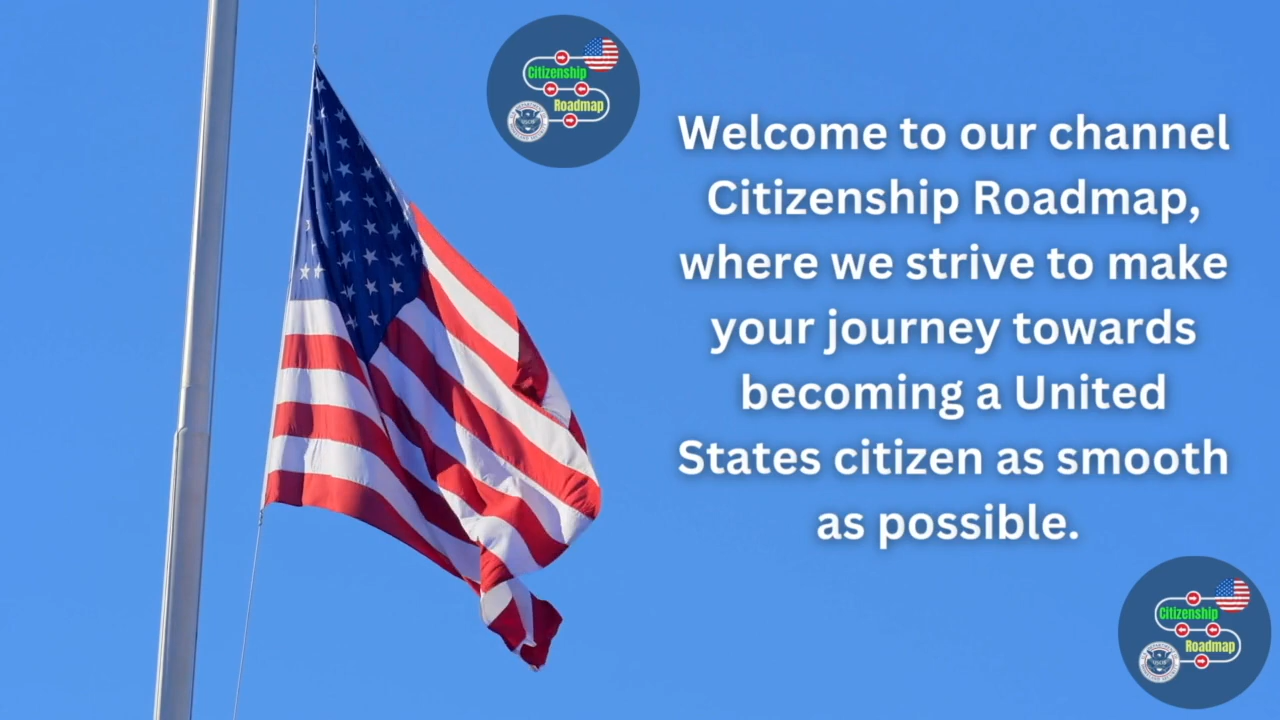 Citizenship
Roadmap
Welcome to our channel
Citizenship Roadmap,
where we strive to make
your journey towards
becoming a United
States citizen as smooth
as possible.
Citizenship
Roadmap